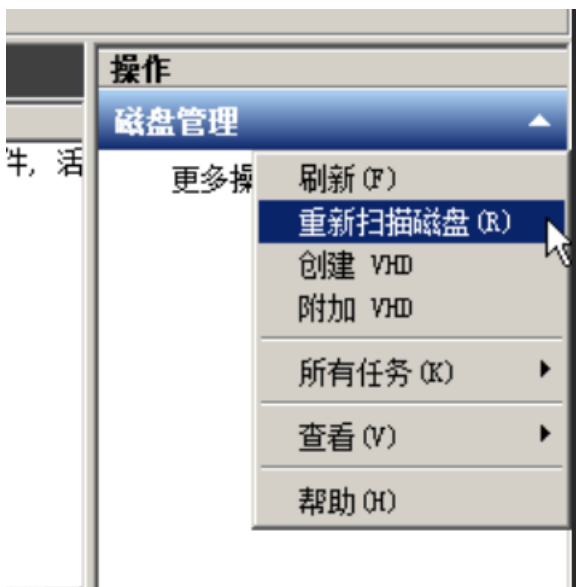 操作
磁盘管理
件, 活
更多操
刷新(F)
重新扫描磁盘(R)
创建 VHD
附加 VHD
所有任务(K)
查看(V)
帮助(H)